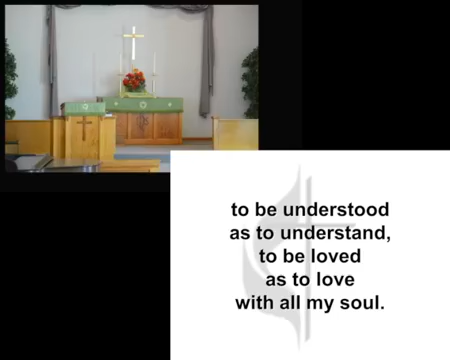 to be understood
as to understand,
to be loved
as to love
with all my soul.